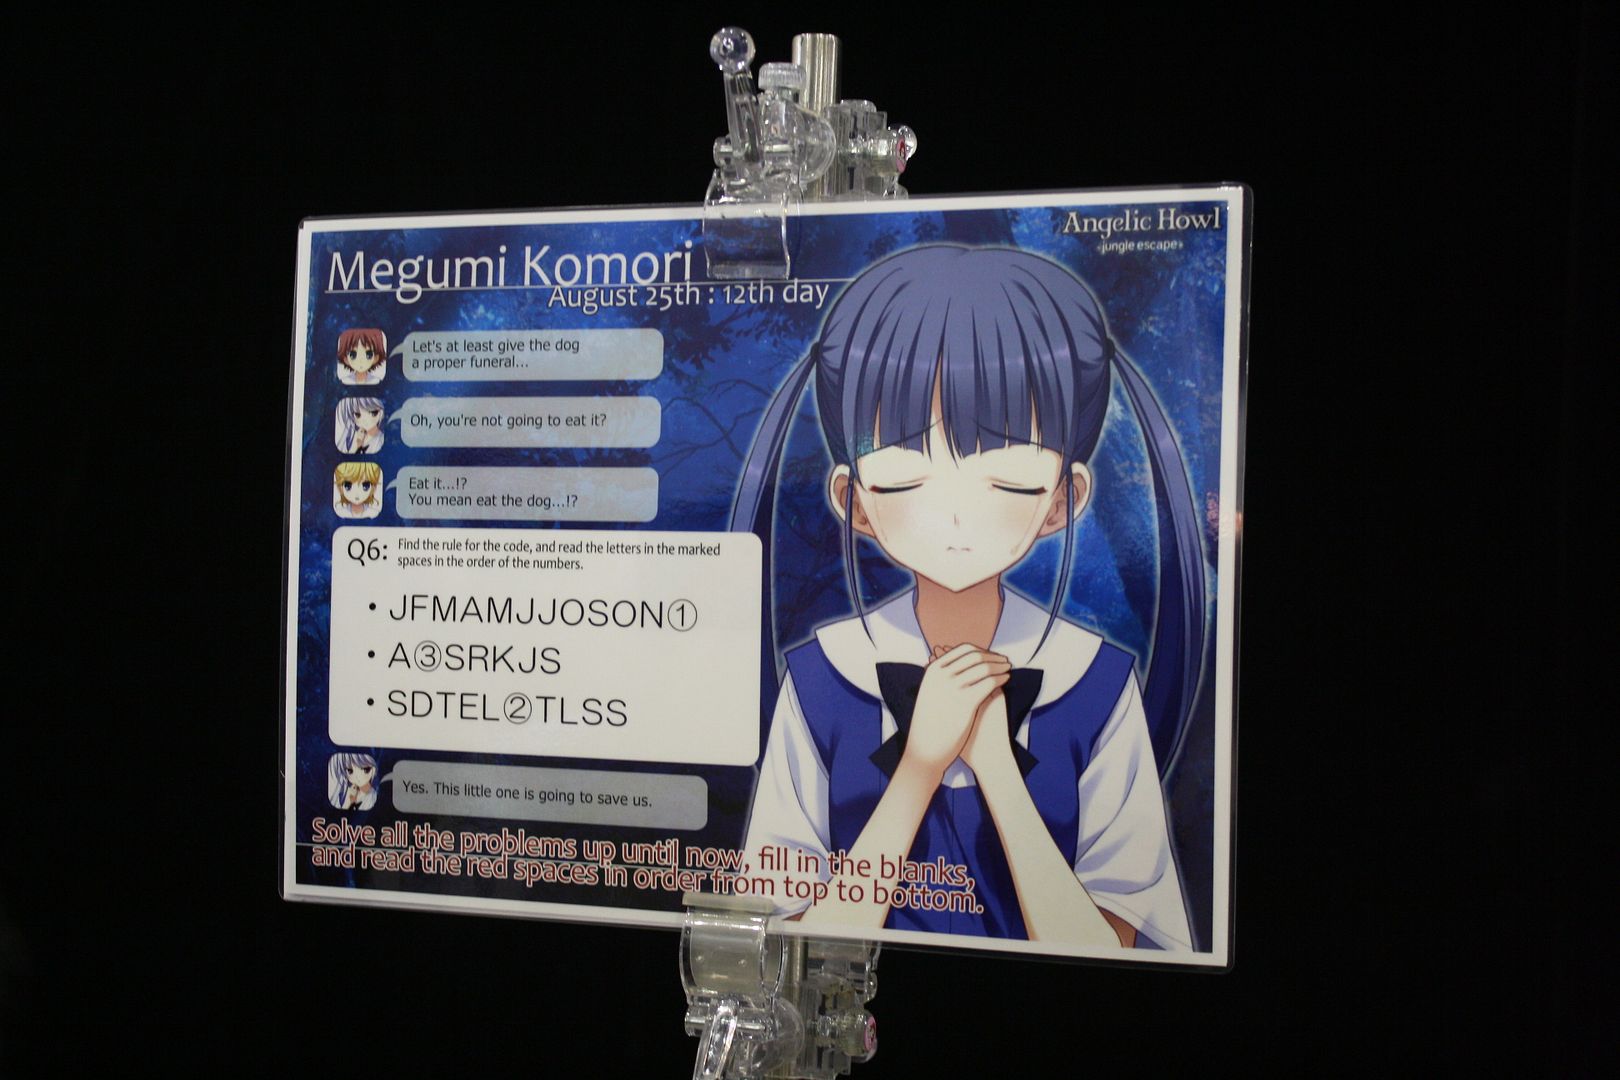 Angelic Howl
-jungle escape-
Megumi Komori
August 25th : 12th day
Let's at least give the dog
a proper funeral...
Oh, you're not going to eat it?
Eat it...!?
You mean eat the dog...!?
Q6: Find the rule for the code, and read the letters in the marked
spaces in the order of the numbers.
• JFMAMJJOSON①
• A③SRKJS
• SDTEL②TLSS
Yes. This little one is going to save us.
Solve all the problems up until now, fill in the blanks,
and read the red spaces in order from top to bottom.